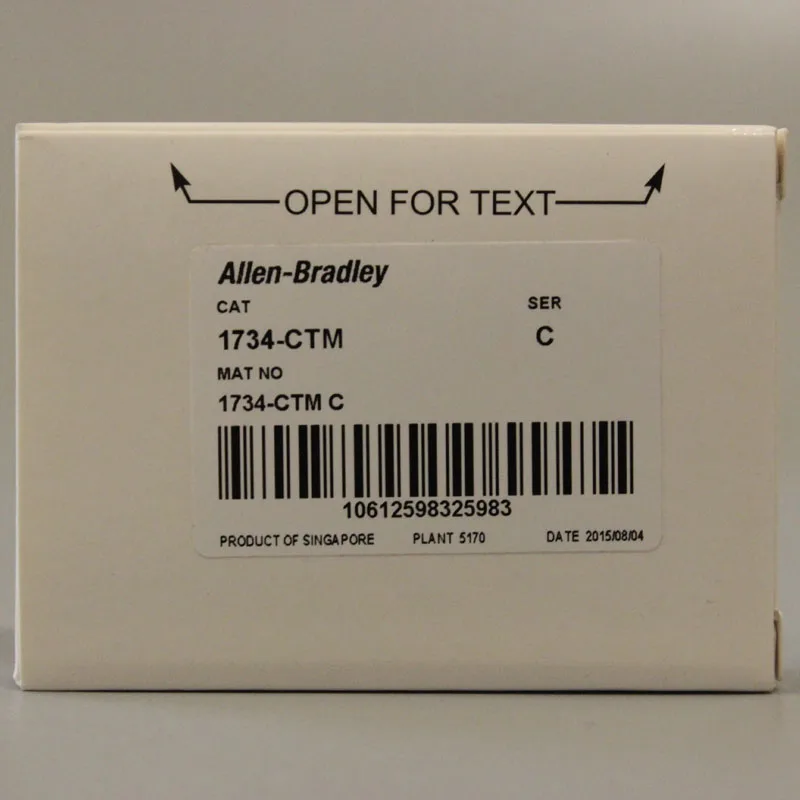 OPEN FOR TEXT
Allen-Bradley
CAT SER
1734-CTM C
MAT NO
1734-CTM C
10612598325983
PRODUCT OF SINGAPORE PLANT 5170 DATE 2015/08/04